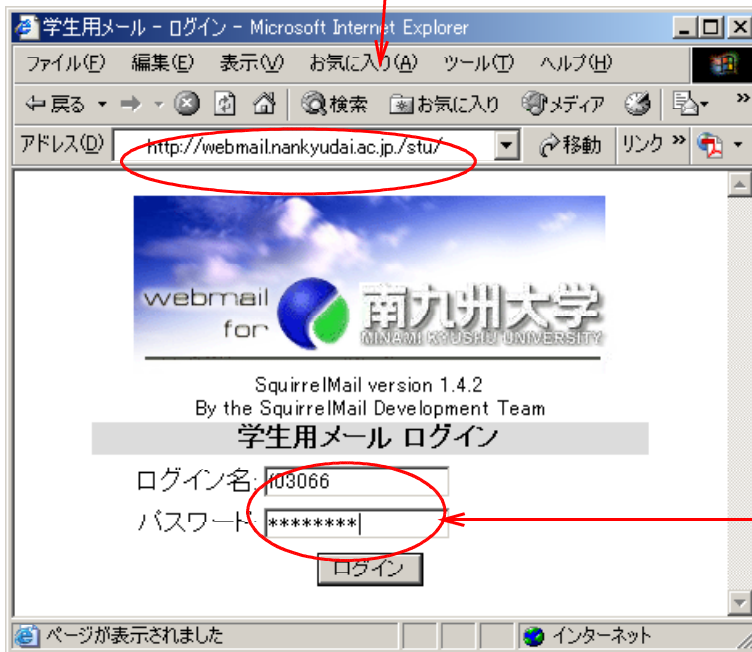 学生用メール - ログイン - Microsoft Internet Explorer
ファイル(F) 編集(E) 表示(V) お気に入り(A) ツール(T) ヘルプ(H)
戻る 検索 お気に入り メディア »
アドレス(D) http://webmail.nankyudai.ac.jp./stu/ 移動 リンク »
webmail
for
南九州大学
MINAMI KYUSHU UNIVERSITY
SquirrelMail version 1.4.2
By the SquirrelMail Development Team
学生用メール ログイン
ログイン名: f03066
パスワード: ********
ログイン
ページが表示されました インターネット